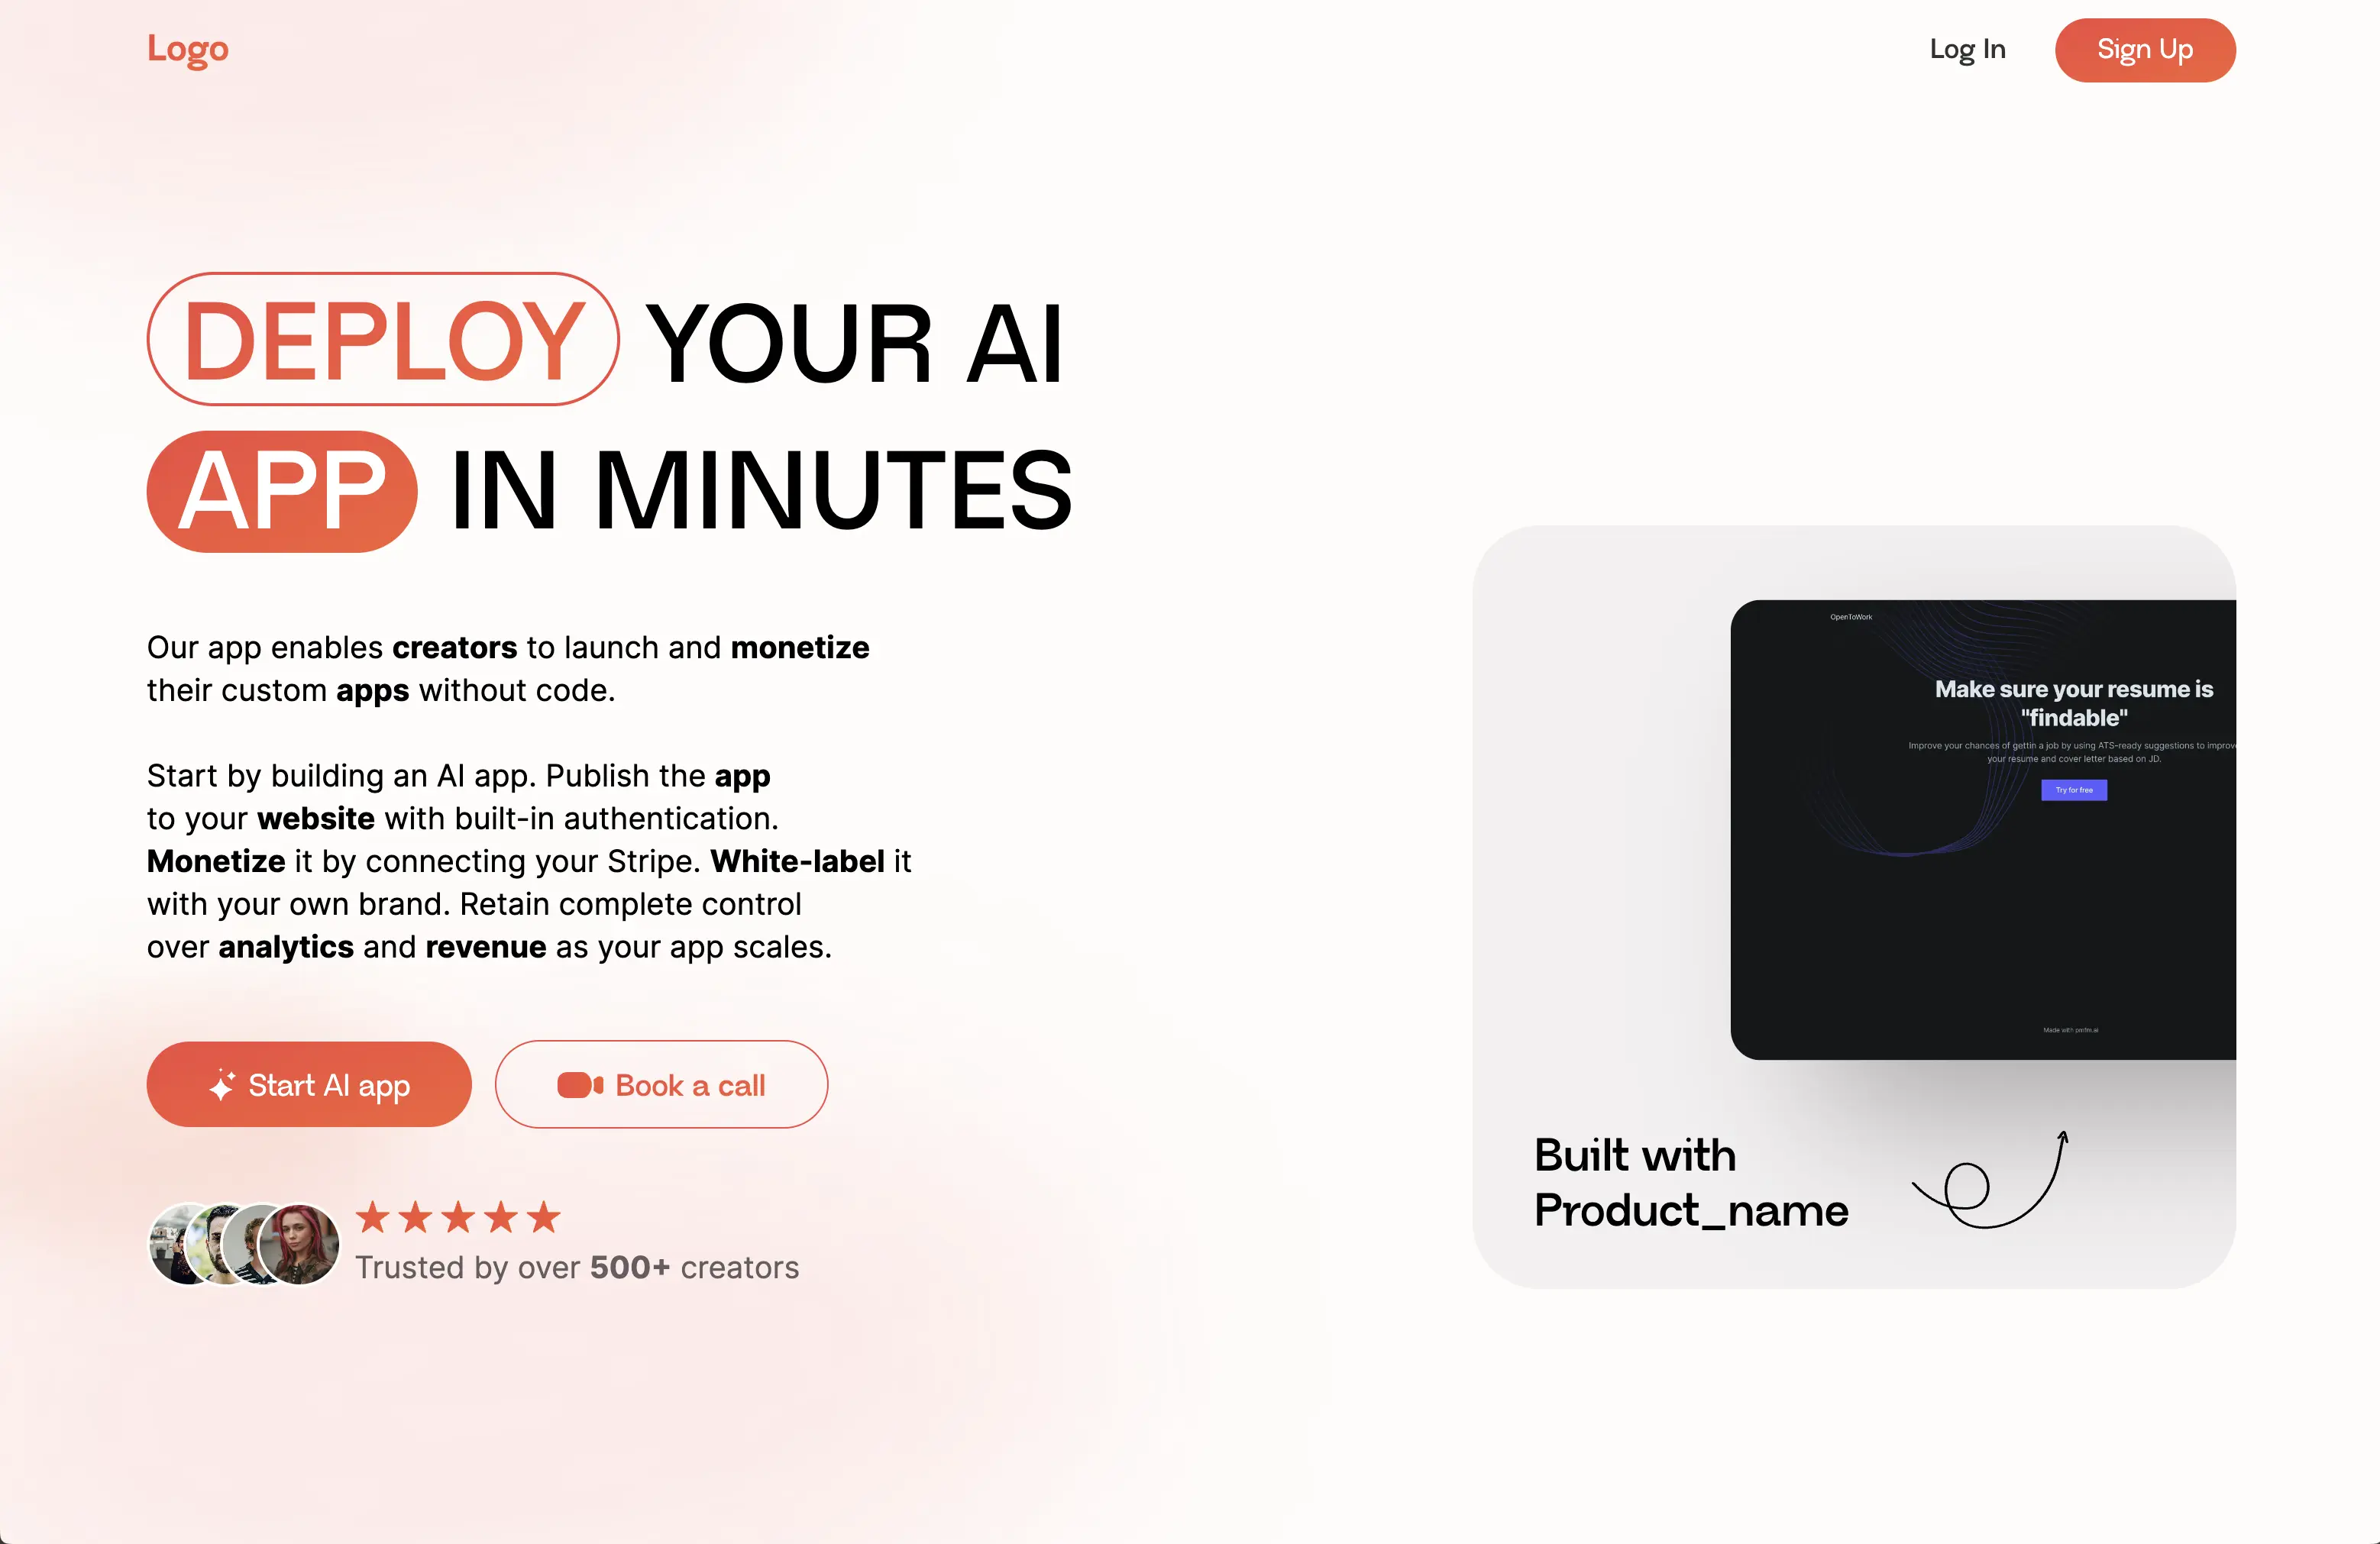 Logo
Log In
Sign Up
DEPLOY YOUR AI
APP IN MINUTES
Our app enables creators to launch and monetize
their custom apps without code.
Start by building an AI app. Publish the app
to your website with built-in authentication.
Monetize it by connecting your Stripe. White-label it
with your own brand. Retain complete control
over analytics and revenue as your app scales.
Start AI app
Book a call
Trusted by over 500+ creators
OpenToWork
Make sure your resume is
"findable"
Improve your chances of gettin a job by using ATS-ready suggestions to improve
your resume and cover letter based on JD.
Try for free
Made with pmfm.ai
Built with
Product_name